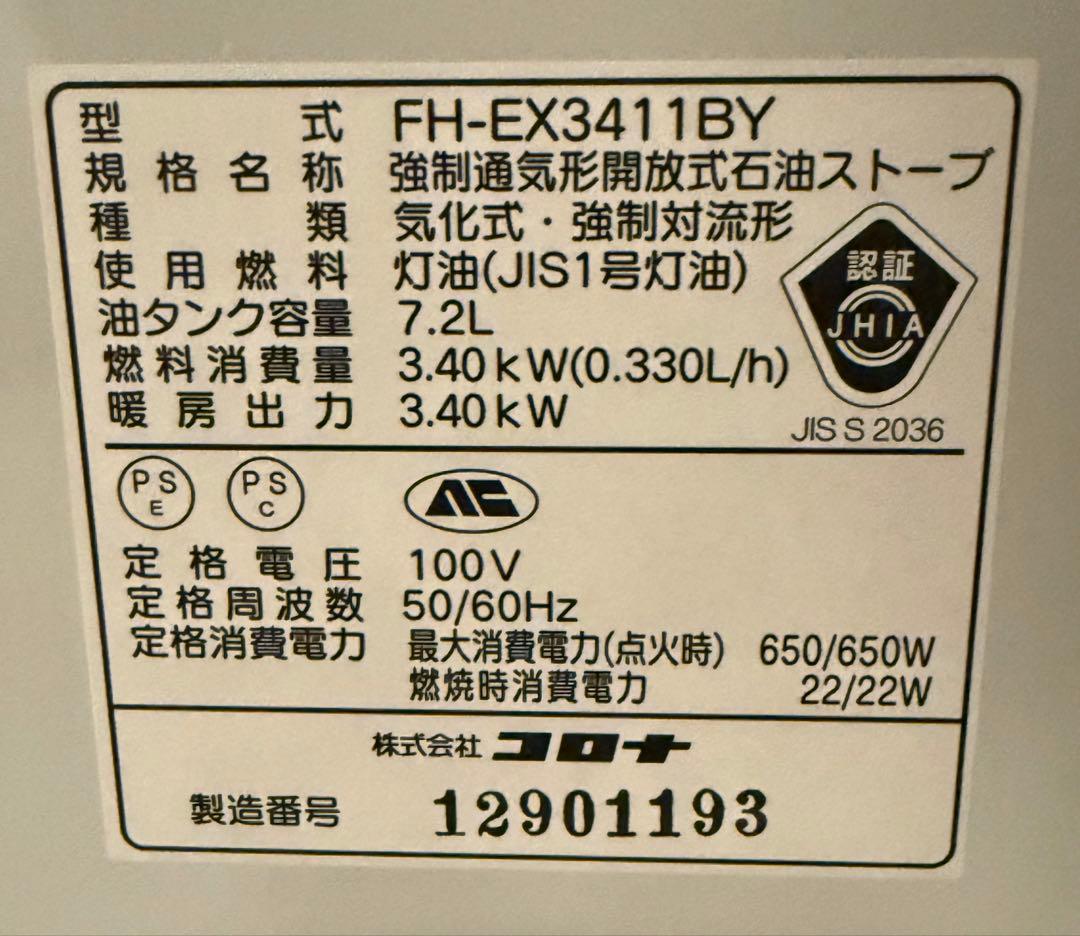 型式 FH-EX3411BY
規格名称 強制通気形開放式石油ストーブ
種類 気化式・強制対流形
使用燃料 灯油(JIS1号灯油)
油タンク容量 7.2L
燃料消費量 3.40kW(0.330L/h)
暖房出力 3.40kW
認証
JHIA
JIS S 2036
PS
E
PS
C
定格電圧 100V
定格周波数 50/60Hz
定格消費電力 最大消費電力(点火時) 650/650W
燃焼時消費電力 22/22W
株式会社コロナ
製造番号 12901193